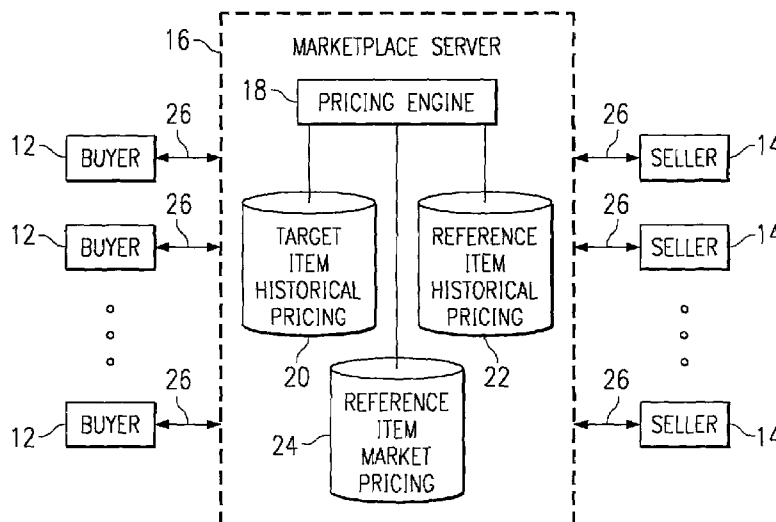 16
MARKETPLACE SERVER
18
PRICING ENGINE
12
BUYER
26
26
SELLER
14
12
BUYER
26
26
SELLER
14
TARGET
ITEM
HISTORICAL
PRICING
20
REFERENCE
ITEM
HISTORICAL
PRICING
22
12
BUYER
26
26
SELLER
14
24
REFERENCE
ITEM
MARKET
PRICING